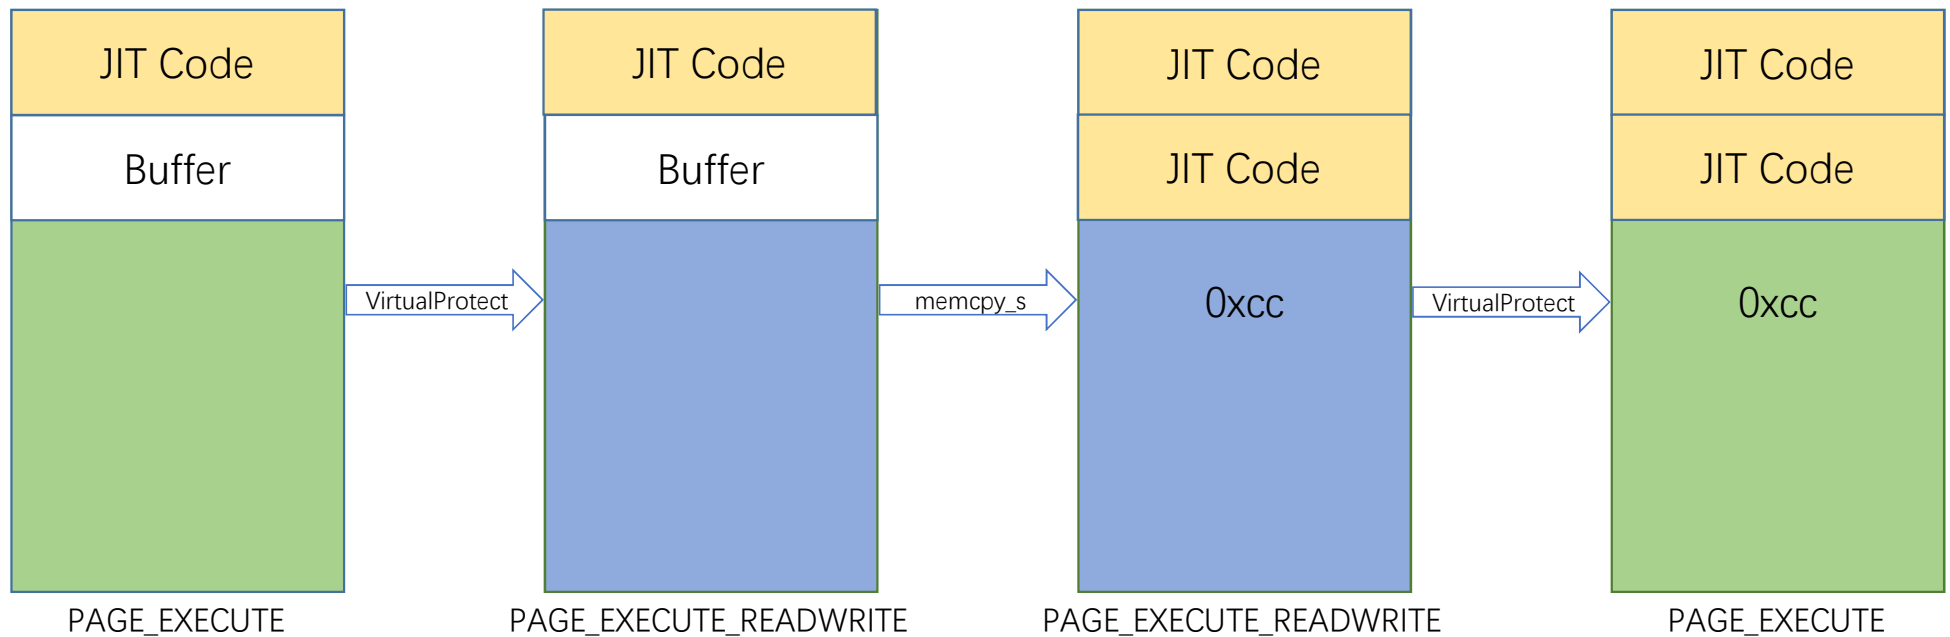 JIT Code
Buffer
PAGE_EXECUTE
VirtualProtect
JIT Code
Buffer
PAGE_EXECUTE_READWRITE
memcpy_s
JIT Code
JIT Code
0xcc
PAGE_EXECUTE_READWRITE
VirtualProtect
JIT Code
JIT Code
0xcc
PAGE_EXECUTE